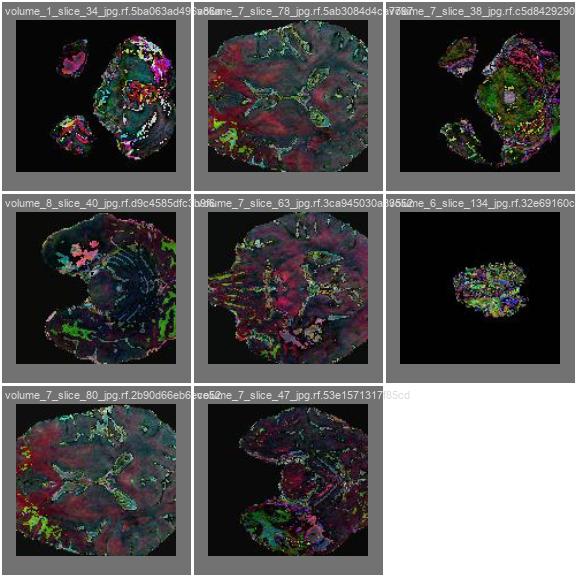 volume_1_slice_34_jpg.rf.5ba063ad49
volume_7_slice_78_jpg.rf.5ab3084d4c
volume_7_slice_38_jpg.rf.c5d8429290
volume_8_slice_40_jpg.rf.d9c4585dfc3
volume_7_slice_63_jpg.rf.3ca945030a
volume_6_slice_134_jpg.rf.32e69160c
volume_7_slice_80_jpg.rf.2b90d66eb6
volume_7_slice_47_jpg.rf.53e1571317f85cd